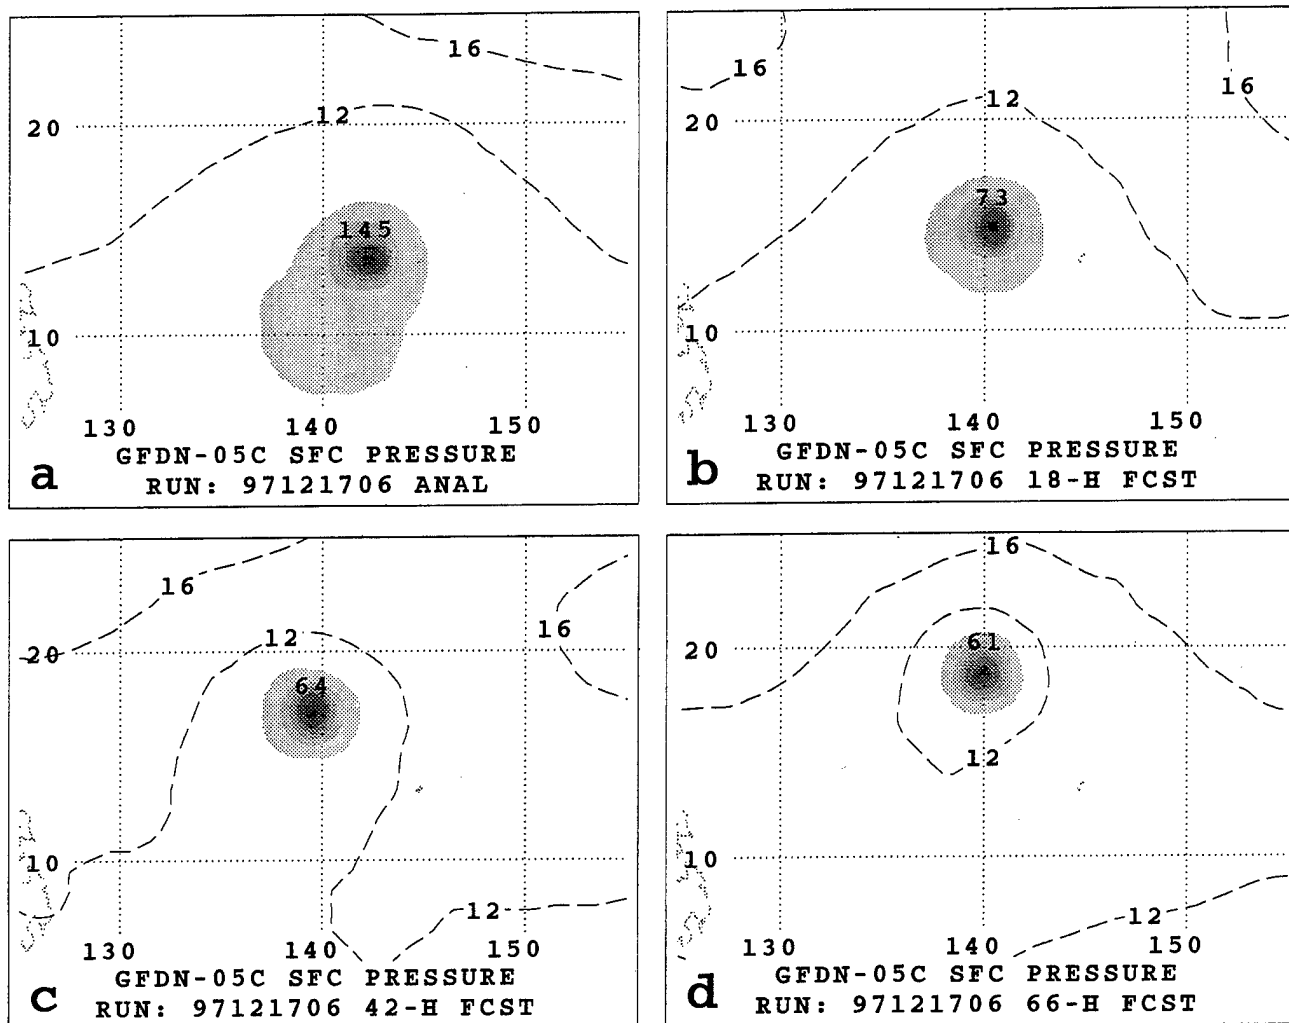 16
12
20
145
10
130 140 150
a
GFDN-05C SFC PRESSURE
RUN: 97121706 ANAL
16
12
16
20
73
10
130 140 150
b
GFDN-05C SFC PRESSURE
RUN: 97121706 18-H FCST
16
12
16
20
64
10
12
130 140 150
c
GFDN-05C SFC PRESSURE
RUN: 97121706 42-H FCST
16
20
61
12
10
12
130 140 150
d
GFDN-05C SFC PRESSURE
RUN: 97121706 66-H FCST